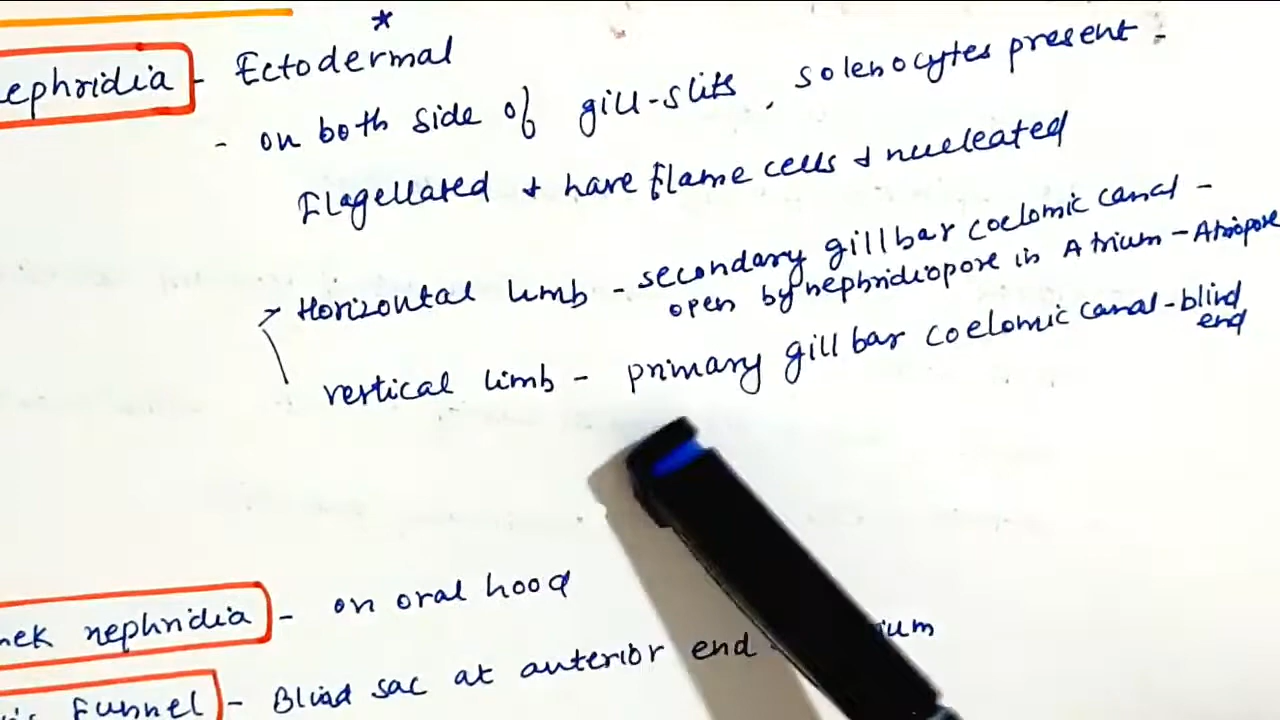 ephridia - Ectodermal *
- on both side of gill-slits , solenocytes present -
Flagellated + have flame cells + nucleated
Horizontal limb - secondary gill bar coelomic canal -
open by nephridiopore in Atrium - Atriopore
vertical limb - primary gill bar coelomic canal - blind
end
nek nephridia - on oral hood
Funnel - Blind sac at anterior end